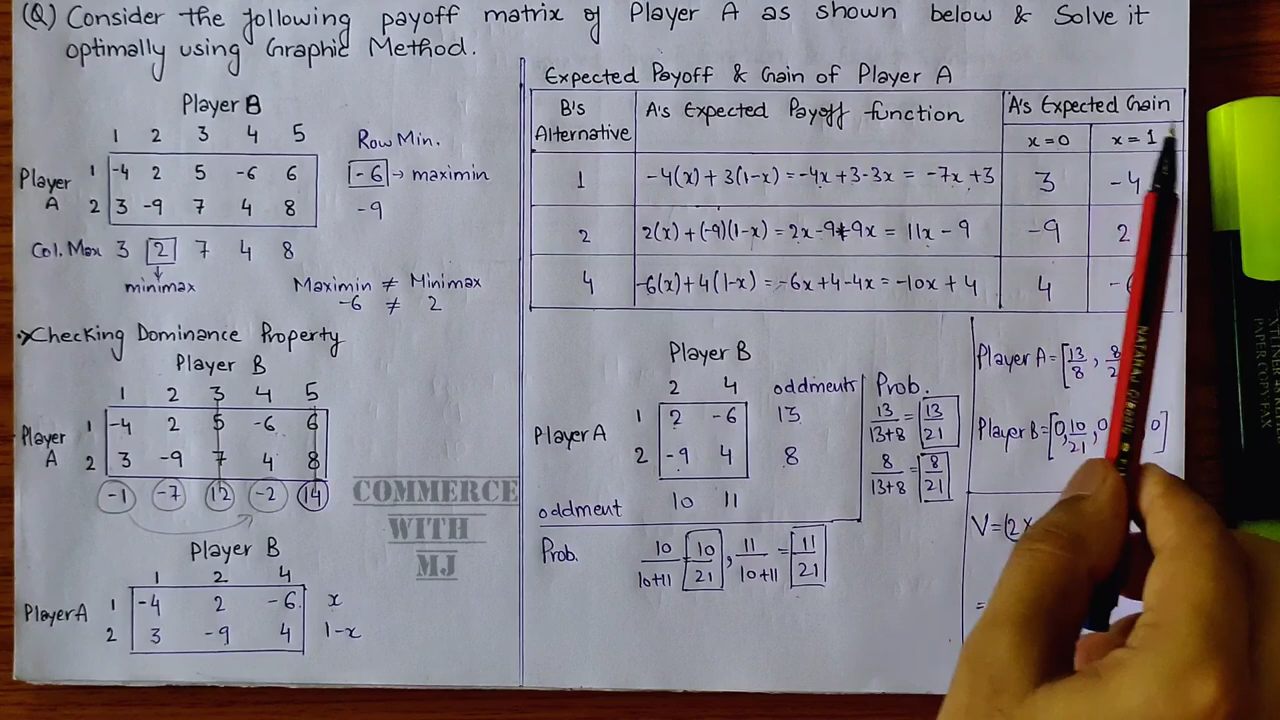 (Q) Consider the following payoff matrix of Player A as shown below & Solve it
optimally using Graphic Method.
Player B
1 2 3 4 5 Row Min.
Player A 1 -4 2 5 -6 6 -6 → maximin
2 3 -9 7 4 8 -9
Col. Max 3 2 7 4 8
minimax
Maximin ≠ Minimax
-6 ≠ 2
Checking Dominance Property
Player B
1 2 3 4 5
Player A 1 -4 2 5 -6 6
2 3 -9 7 4 8
-1 -7 12 -2 14
Player B
1 2 4
Player A 1 -4 2 -6 x
2 3 -9 4 1-x
Expected Payoff & Gain of Player A
B's Alternative A's Expected Payoff function A's Expected Gain
x=0 x=1
1 -4(x)+3(1-x)=-4x+3-3x = -7x+3 3 -4
2 2(x)+(-9)(1-x)=2x-9+9x=11x-9 -9 2
4 -6(x)+4(1-x)=-6x+4-4x=-10x+4 4
Player B
2 4 oddments Prob.
Player A 1 2 -6 13 13/13+8 = 13/21
2 -9 4 8 8/13+8 = 8/21
oddment 10 11
Prob. 10/10+11 = 10/21, 11/10+11 = 11/21
Player A = [13/8,
Player B = [0, 10/21, 0 0]
V=(2x
=
COMMERCE
WITH
MJ
NATARAJ